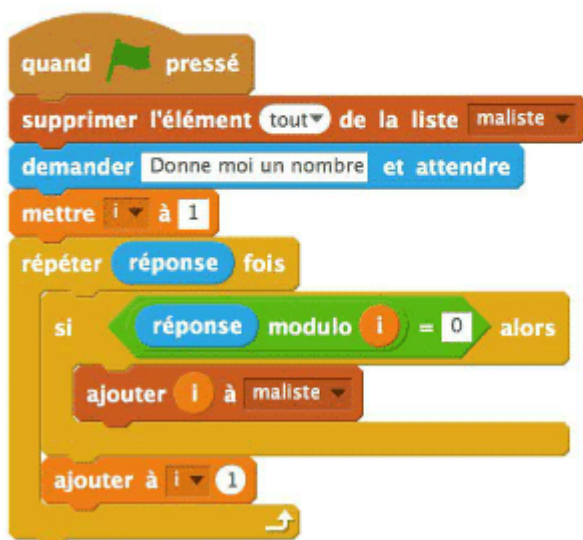 quand pressé
supprimer l'élément tout de la liste maliste
demander Donne moi un nombre et attendre
mettre i à 1
répéter réponse fois
si réponse modulo i = 0 alors
ajouter i à maliste
ajouter à i 1